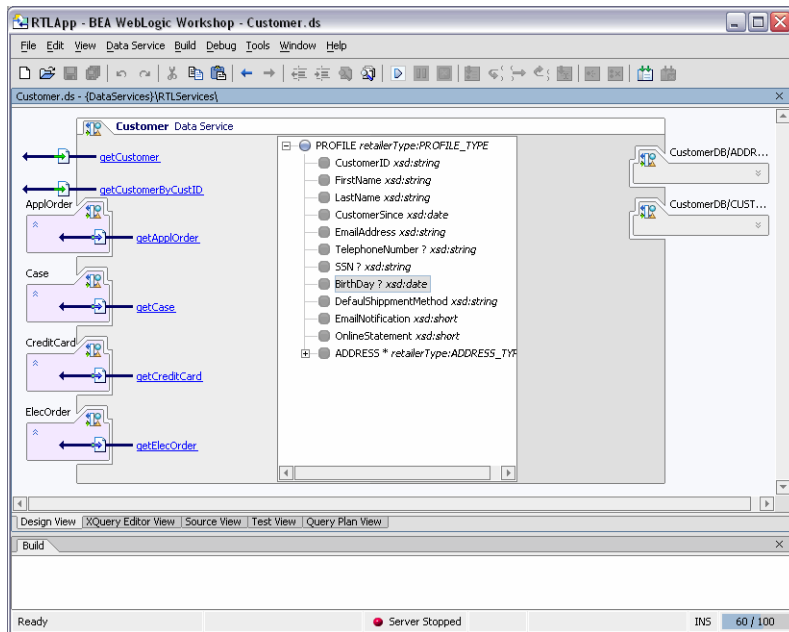 RTLApp - BEA WebLogic Workshop - Customer.ds
File Edit View Data Service Build Debug Tools Window Help
Customer.ds - {DataServices}\RTLServices\
Customer Data Service
getCustomer
getCustomerByCustID
ApplOrder
getApplOrder
Case
getCase
CreditCard
getCreditCard
ElecOrder
getElecOrder
PROFILE retailerType:PROFILE_TYPE
CustomerID xsd:string
FirstName xsd:string
LastName xsd:string
CustomerSince xsd:date
EmailAddress xsd:string
TelephoneNumber ? xsd:string
SSN ? xsd:string
BirthDay ? xsd:date
DefaulShippmentMethod xsd:string
EmailNotification xsd:short
OnlineStatement xsd:short
ADDRESS * retailerType:ADDRESS_TYP
CustomerDB/ADDR...
CustomerDB/CUST...
Design View XQuery Editor View Source View Test View Query Plan View
Build
Ready Server Stopped INS 60 / 100